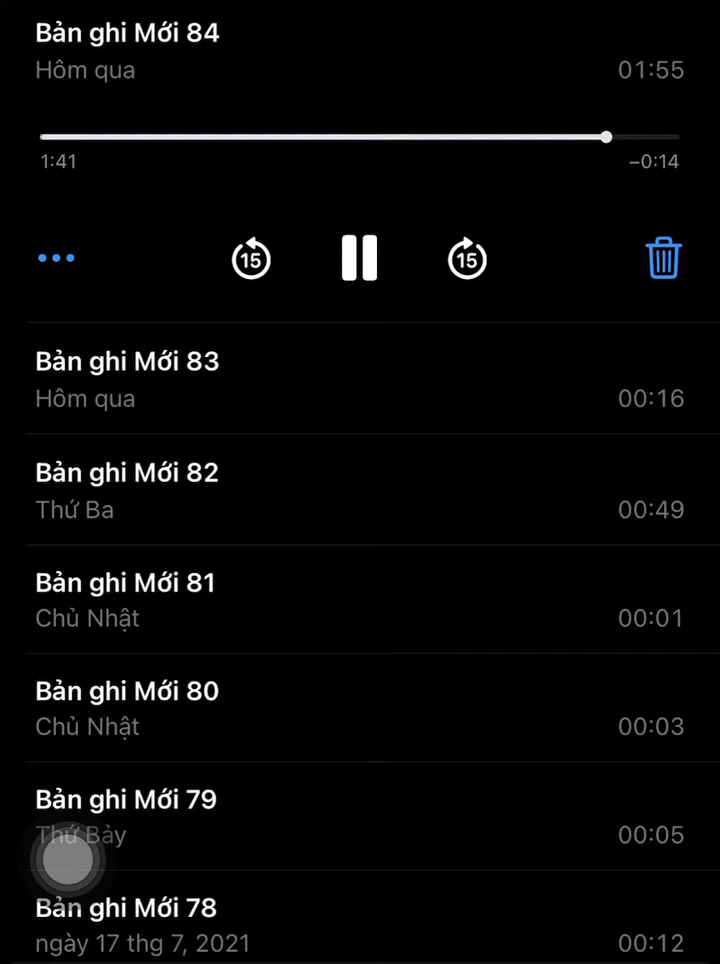 Bản ghi Mới 84
Hôm qua 01:55
1:41 −0:14
15 15
Bản ghi Mới 83
Hôm qua 00:16
Bản ghi Mới 82
Thứ Ba 00:49
Bản ghi Mới 81
Chủ Nhật 00:01
Bản ghi Mới 80
Chủ Nhật 00:03
Bản ghi Mới 79
Thứ Bảy 00:05
Bản ghi Mới 78
ngày 17 thg 7, 2021 00:12